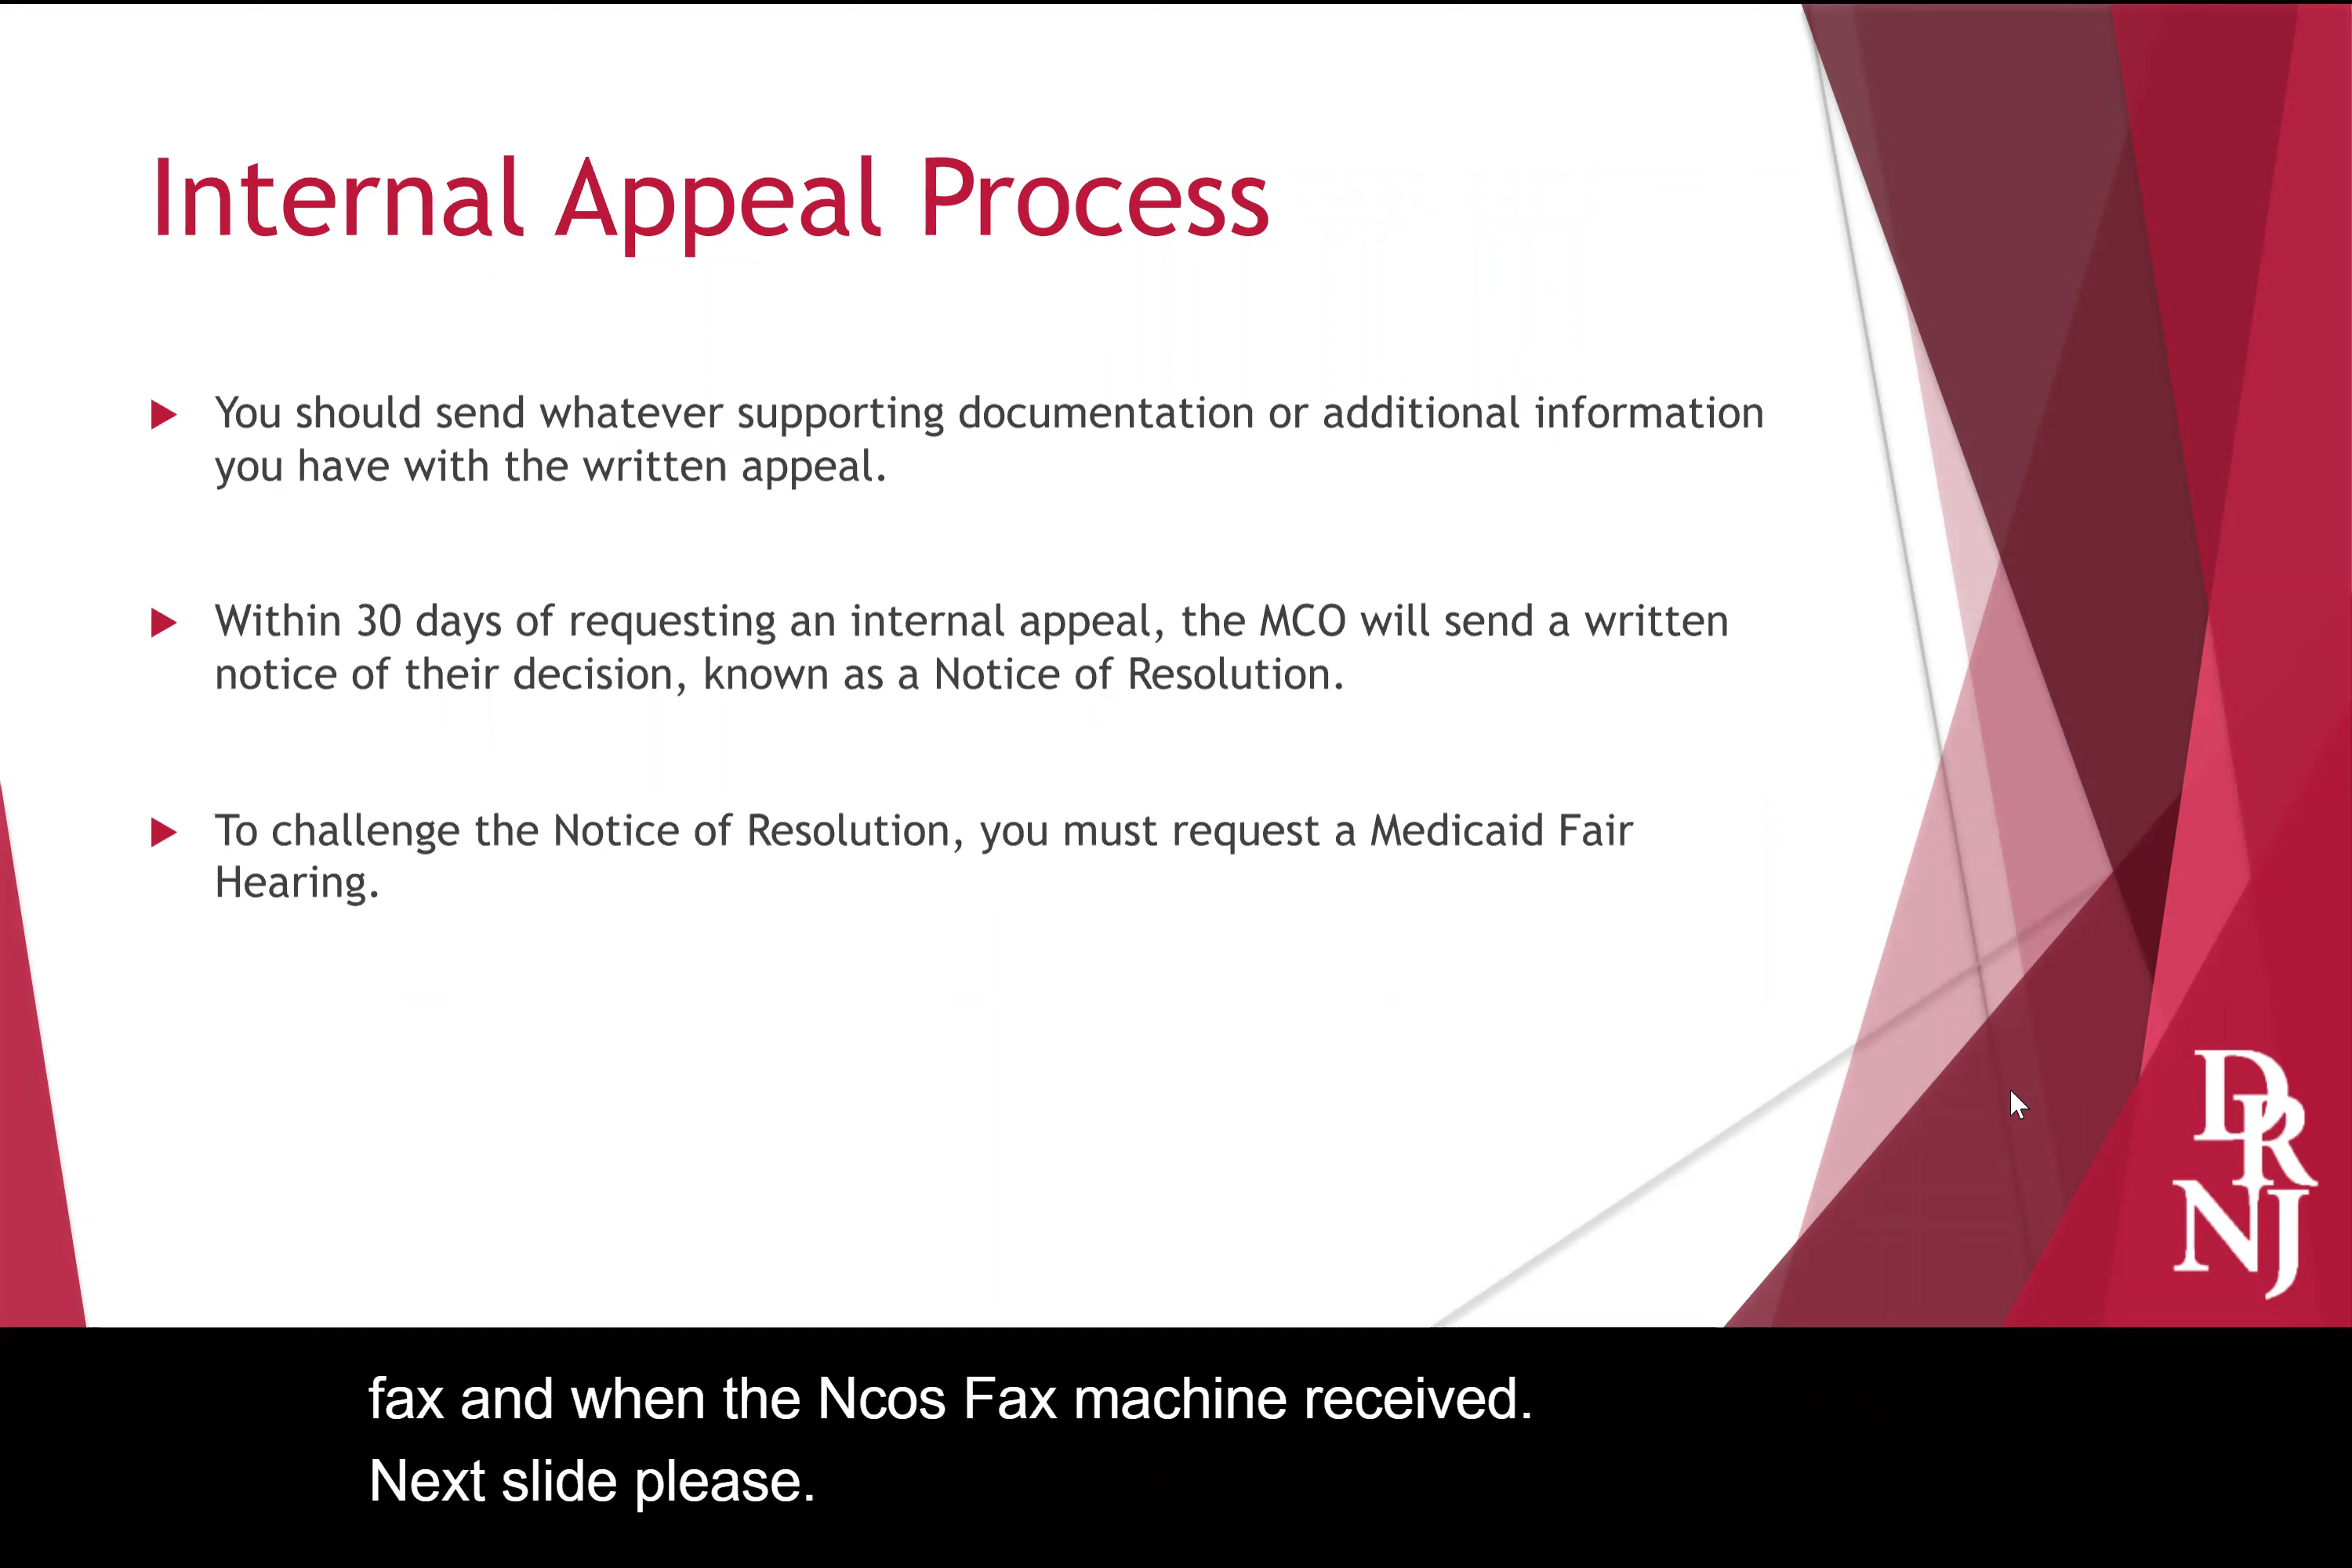 Internal Appeal Process
You should send whatever supporting documentation or additional information
you have with the written appeal.
Within 30 days of requesting an internal appeal, the MCO will send a written
notice of their decision, known as a Notice of Resolution.
To challenge the Notice of Resolution, you must request a Medicaid Fair
Hearing.
DR
NJ
fax and when the Ncos Fax machine received.
Next slide please.